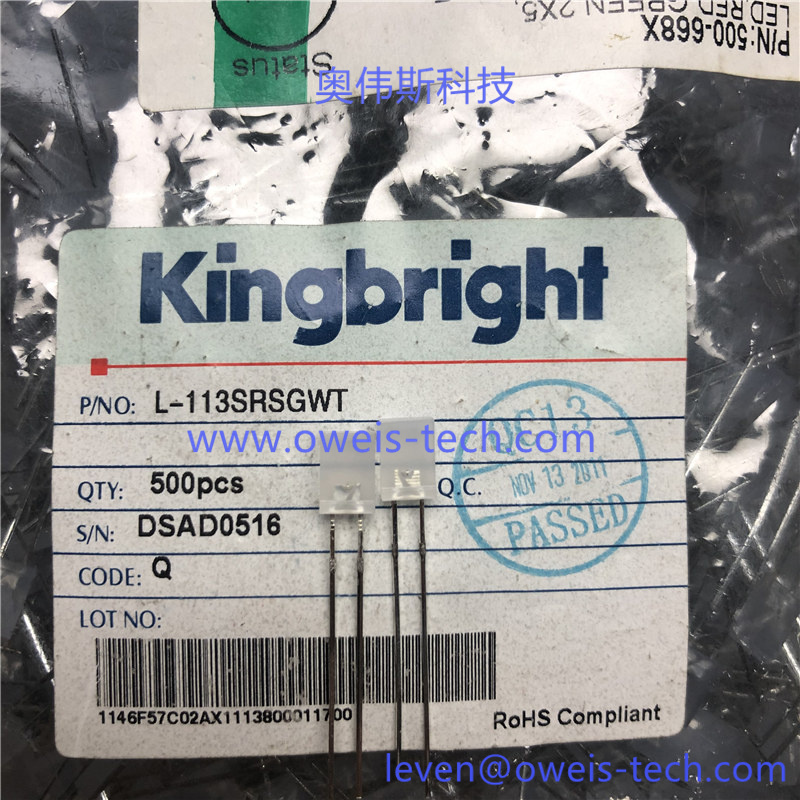 P/N: 500-668X
LED, RED GREEN 2X5,
Status
奥伟斯科技
Kingbright
P/NO: L-113SRSGWT
www.oweis-tech.com
QTY: 500pcs
Q.C.
QC13
NOV 13 2011
PASSED
S/N: DSAD0516
CODE: Q
LOT NO:
1146F57C02AX1113800011700
RoHS Compliant
leven@oweis-tech.com